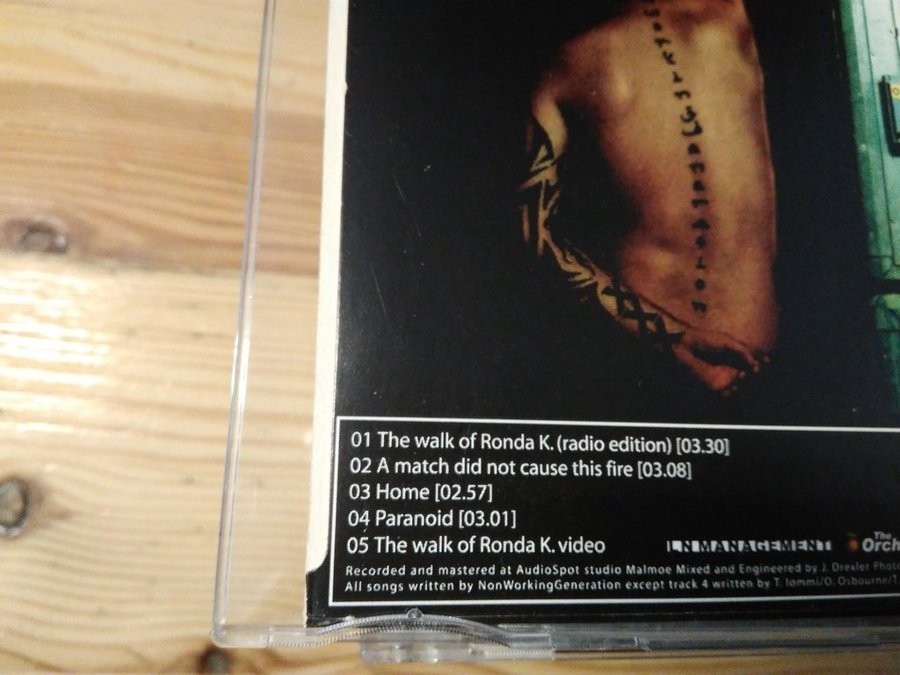 01 The walk of Ronda K. (radio edition) [03.30]
02 A match did not cause this fire [03.08]
03 Home [02.57]
04 Paranoid [03.01]
05 The walk of Ronda K. video
LN MANAGEMENT
The
Orch
Recorded and mastered at AudioSpot studio Malmoe Mixed and Engineered by J. Drexler Photo
All songs written by NonWorkingGeneration except track 4 written by T. Iommi/O. Osbourne/T.